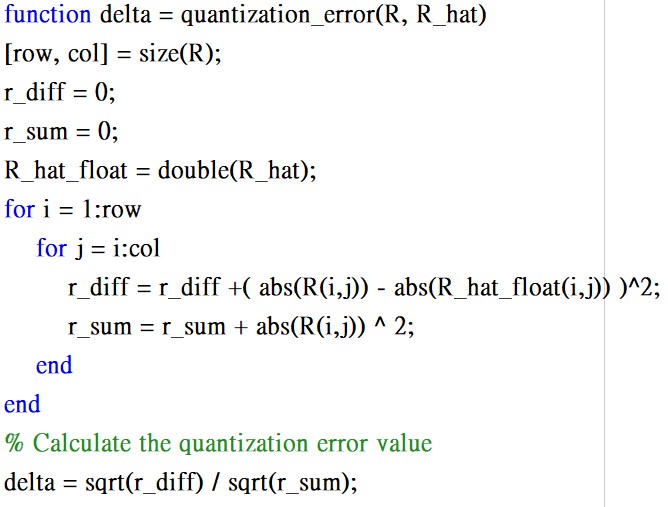 function delta = quantization_error(R, R_hat)
[row, col] = size(R);
r_diff = 0;
r_sum = 0;
R_hat_float = double(R_hat);
for i = 1:row
for j = i:col
r_diff = r_diff +( abs(R(i,j)) - abs(R_hat_float(i,j)) )^2;
r_sum = r_sum + abs(R(i,j)) ^ 2;
end
end
% Calculate the quantization error value
delta = sqrt(r_diff) / sqrt(r_sum);